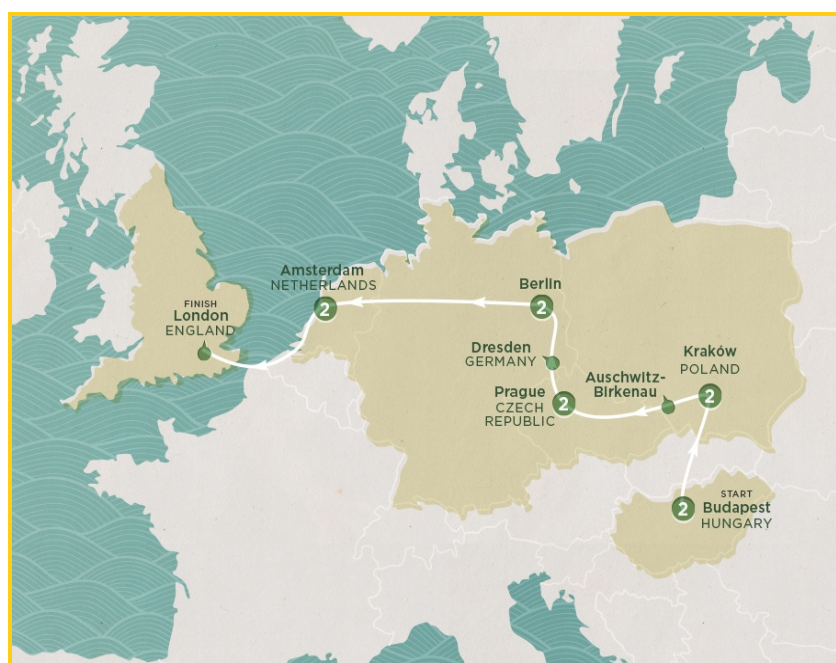 Amsterdam
NETHERLANDS
2
Berlin
2
FINISH
London
ENGLAND
Dresden
GERMANY
Kraków
POLAND
2
Auschwitz-
Birkenau
Prague
CZECH
REPUBLIC
2
START
Budapest
HUNGARY
2